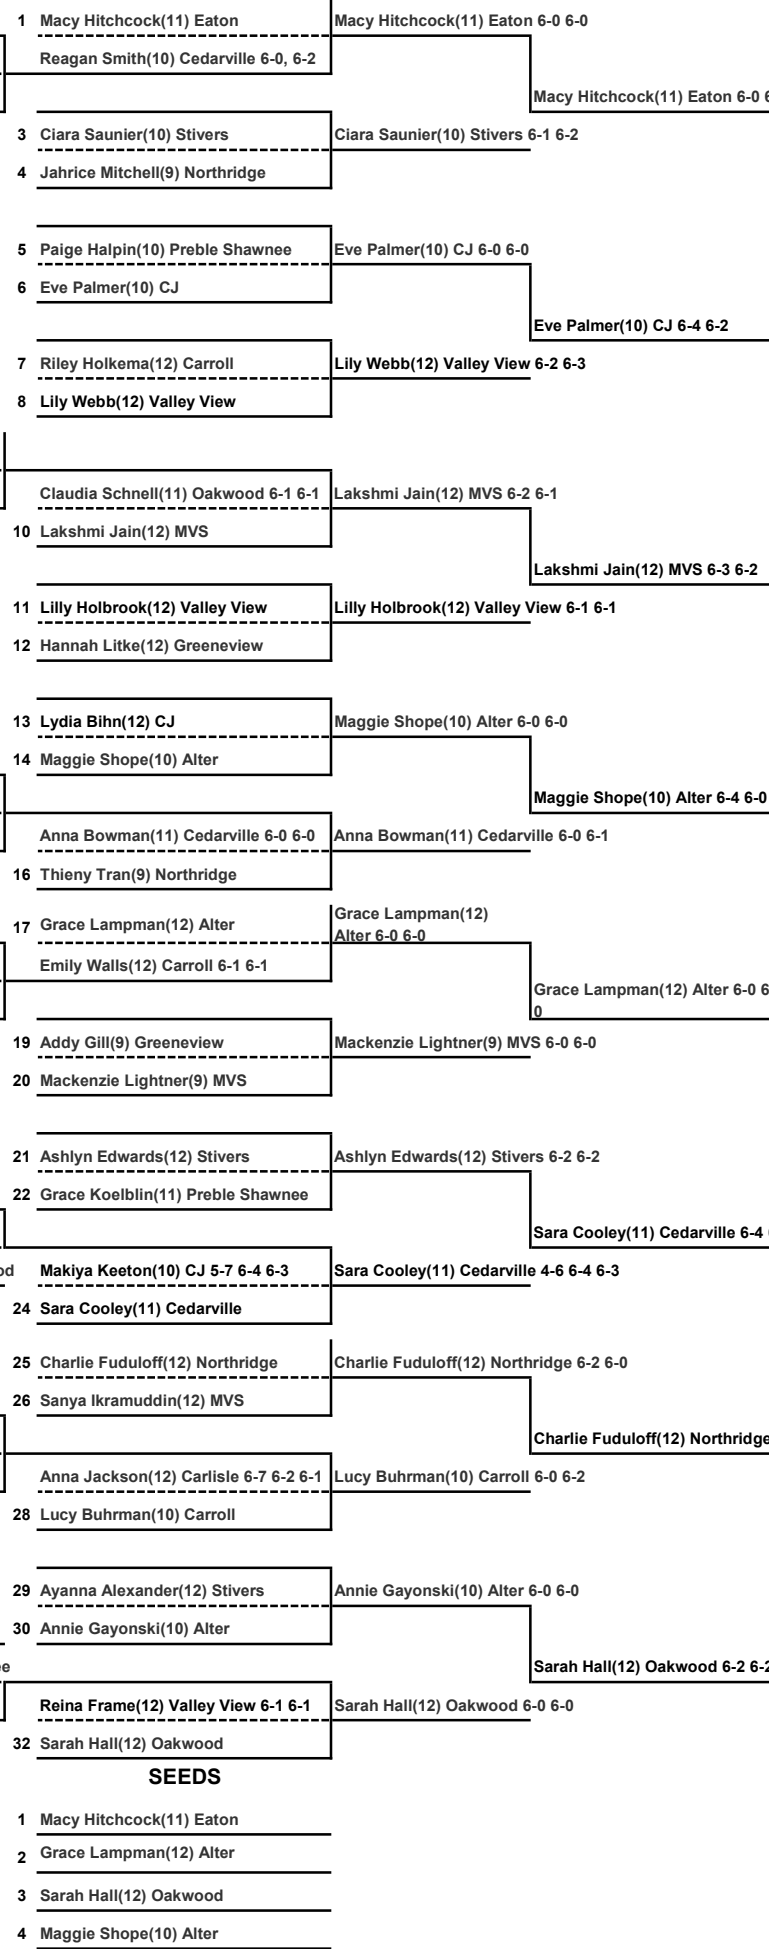 1 Macy Hitchcock(11) Eaton Macy Hitchcock(11) Eaton 6-0 6-0
Reagan Smith(10) Cedarville 6-0, 6-2
Macy Hitchcock(11) Eaton 6-0
3 Ciara Saunier(10) Stivers Ciara Saunier(10) Stivers 6-1 6-2
4 Jahrice Mitchell(9) Northridge
5 Paige Halpin(10) Preble Shawnee Eve Palmer(10) CJ 6-0 6-0
6 Eve Palmer(10) CJ
Eve Palmer(10) CJ 6-4 6-2
7 Riley Holkema(12) Carroll Lily Webb(12) Valley View 6-2 6-3
8 Lily Webb(12) Valley View
Claudia Schnell(11) Oakwood 6-1 6-1 Lakshmi Jain(12) MVS 6-2 6-1
10 Lakshmi Jain(12) MVS
Lakshmi Jain(12) MVS 6-3 6-2
11 Lilly Holbrook(12) Valley View Lilly Holbrook(12) Valley View 6-1 6-1
12 Hannah Litke(12) Greeneview
13 Lydia Bihn(12) CJ Maggie Shope(10) Alter 6-0 6-0
14 Maggie Shope(10) Alter
Maggie Shope(10) Alter 6-4 6-0
Anna Bowman(11) Cedarville 6-0 6-0 Anna Bowman(11) Cedarville 6-0 6-1
16 Thieny Tran(9) Northridge
17 Grace Lampman(12) Alter Grace Lampman(12)
Alter 6-0 6-0
Emily Walls(12) Carroll 6-1 6-1
Grace Lampman(12) Alter 6-0 6
0
19 Addy Gill(9) Greeneview Mackenzie Lightner(9) MVS 6-0 6-0
20 Mackenzie Lightner(9) MVS
21 Ashlyn Edwards(12) Stivers Ashlyn Edwards(12) Stivers 6-2 6-2
22 Grace Koelblin(11) Preble Shawnee
Sara Cooley(11) Cedarville 6-4
od Makiya Keeton(10) CJ 5-7 6-4 6-3 Sara Cooley(11) Cedarville 4-6 6-4 6-3
24 Sara Cooley(11) Cedarville
25 Charlie Fuduloff(12) Northridge Charlie Fuduloff(12) Northridge 6-2 6-0
26 Sanya Ikramuddin(12) MVS
Charlie Fuduloff(12) Northridge
Anna Jackson(12) Carlisle 6-7 6-2 6-1 Lucy Buhrman(10) Carroll 6-0 6-2
28 Lucy Buhrman(10) Carroll
29 Ayanna Alexander(12) Stivers Annie Gayonski(10) Alter 6-0 6-0
30 Annie Gayonski(10) Alter
Sarah Hall(12) Oakwood 6-2 6-2
Reina Frame(12) Valley View 6-1 6-1 Sarah Hall(12) Oakwood 6-0 6-0
32 Sarah Hall(12) Oakwood
SEEDS
1 Macy Hitchcock(11) Eaton
2 Grace Lampman(12) Alter
3 Sarah Hall(12) Oakwood
4 Maggie Shope(10) Alter